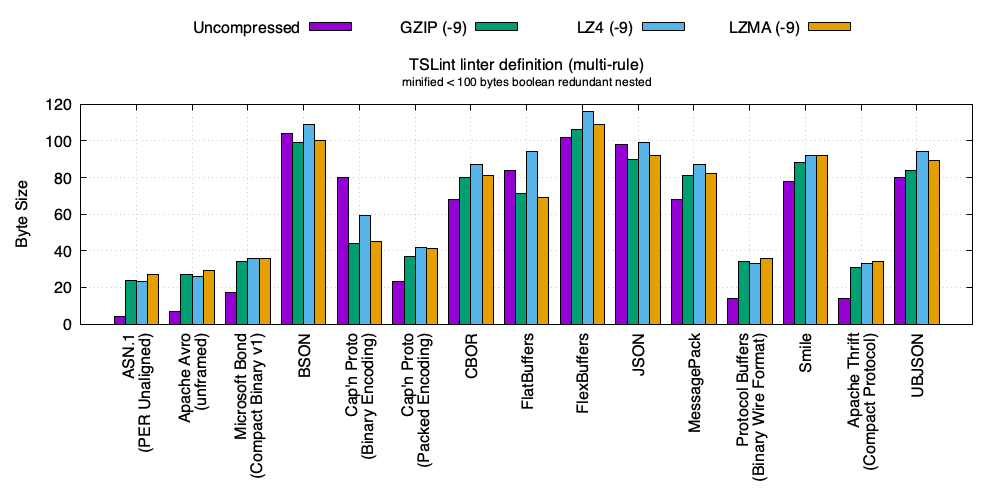 Uncompressed GZIP (-9) LZ4 (-9) LZMA (-9)
TSLint linter definition (multi-rule)
minified < 100 bytes boolean redundant nested
Byte Size
120
100
80
60
40
20
0
ASN.1
(PER Unaligned)
Apache Avro
(unframed)
Microsoft Bond
(Compact Binary v1)
BSON
Cap'n Proto
(Binary Encoding)
Cap'n Proto
(Packed Encoding)
CBOR
FlatBuffers
FlexBuffers
JSON
MessagePack
Protocol Buffers
(Binary Wire Format)
Smile
Apache Thrift
(Compact Protocol)
UBJSON